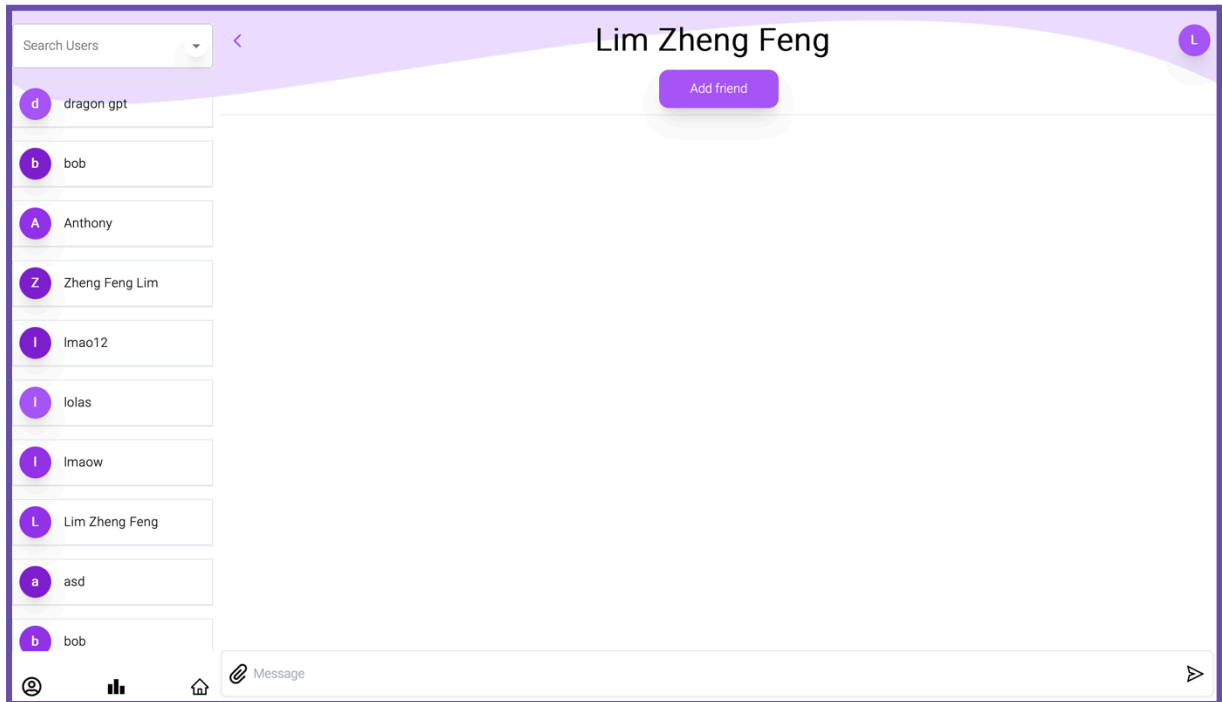 Search Users
d dragon gpt
b bob
A Anthony
Z Zheng Feng Lim
l lmao12
l lolas
l lmaow
L Lim Zheng Feng
a asd
b bob
Lim Zheng Feng
L
Add friend
Message